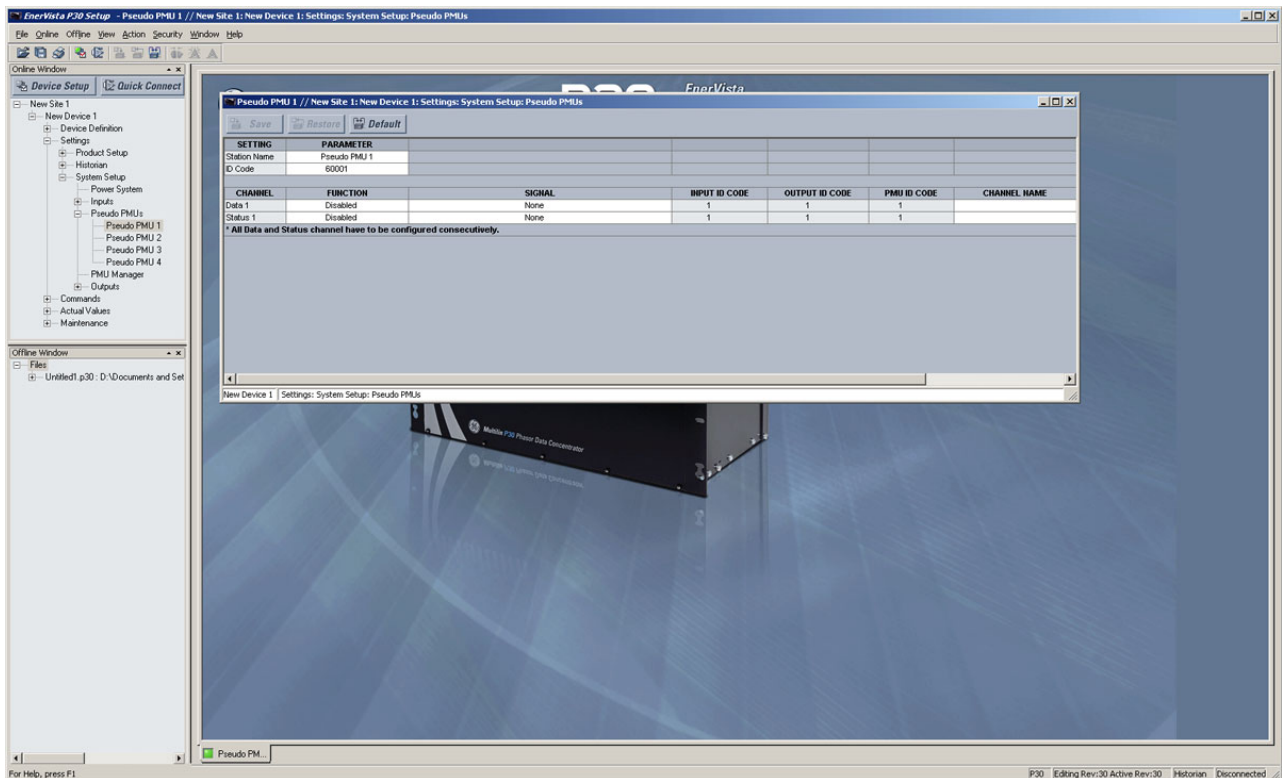 EnerVista P30 Setup - Pseudo PMU 1 // New Site 1: New Device 1: Settings: System Setup: Pseudo PMUs
File Online Offline View Action Security Window Help
Online Window
Device Setup Quick Connect
New Site 1
New Device 1
Device Definition
Settings
Product Setup
Historian
System Setup
Power System
Inputs
Pseudo PMUs
Pseudo PMU 1
Pseudo PMU 2
Pseudo PMU 3
Pseudo PMU 4
PMU Manager
Outputs
Commands
Actual Values
Maintenance
Offline Window
Files
Untitled1.p30 : D:\Documents and Set
EnerVista
Pseudo PMU 1 // New Site 1: New Device 1: Settings: System Setup: Pseudo PMUs
Save Restore Default
SETTING PARAMETER
Station Name Pseudo PMU 1
ID Code 60001
CHANNEL FUNCTION SIGNAL INPUT ID CODE OUTPUT ID CODE PMU ID CODE CHANNEL NAME
Data 1 Disabled None 1 1 1
Status 1 Disabled None 1 1 1
* All Data and Status channel have to be configured consecutively.
New Device 1 Settings: System Setup: Pseudo PMUs
Multilin P30 Phasor Data Concentrator
Pseudo PM...
For Help, press F1
P30 Editing Rev:30 Active Rev:30 Historian Disconnected